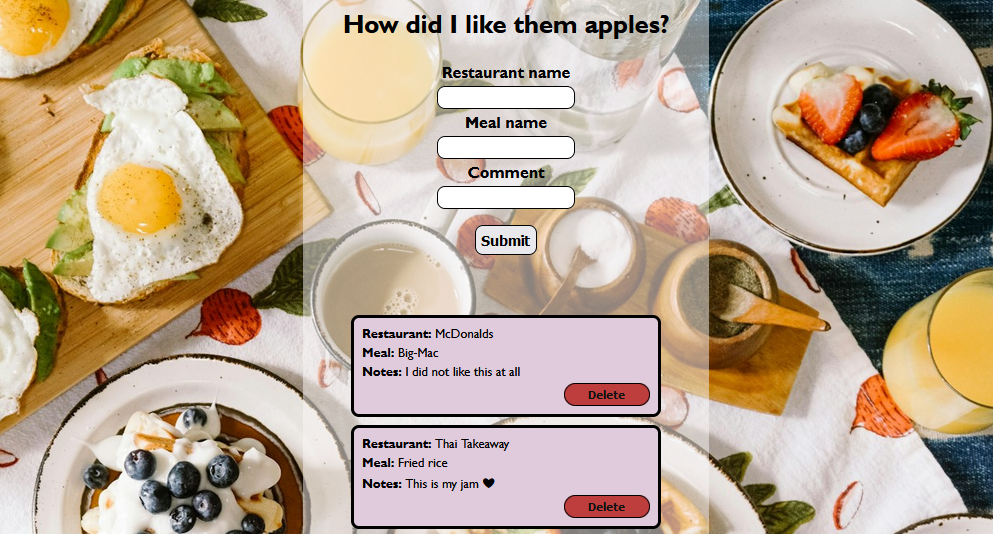 How did I like them apples?
Restaurant name
Meal name
Comment
Submit
Restaurant: McDonalds
Meal: Big-Mac
Notes: I did not like this at all
Delete
Restaurant: Thai Takeaway
Meal: Fried rice
Notes: This is my jam ♥
Delete